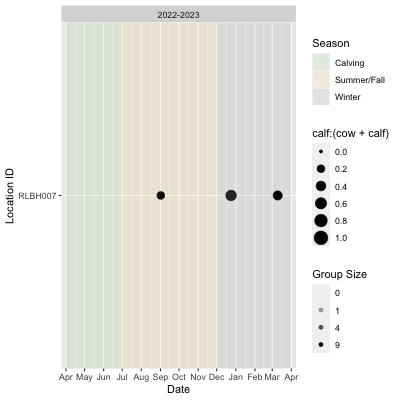 2022-2023
Location ID
RLBH007
Apr May Jun Jul Aug Sep Oct Nov Dec Jan Feb Mar Apr
Date
Season
Calving
Summer/Fall
Winter
calf:(cow + calf)
0.0
0.2
0.4
0.6
0.8
1.0
Group Size
0
1
4
9